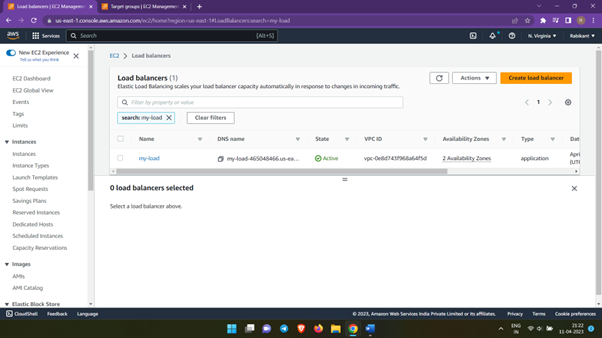 Load balancers | EC2 Managemen
Target groups | EC2 Management
us-east-1.console.aws.amazon.com/ec2/home?region=us-east-1#LoadBalancers:search=my-load
aws
Services
Search
[Alt+S]
N. Virginia
Rabikant
New EC2 Experience
Tell us what you think
EC2 Dashboard
EC2 Global View
Events
Tags
Limits
Instances
Instances
Instance Types
Launch Templates
Spot Requests
Savings Plans
Reserved Instances
Dedicated Hosts
Scheduled Instances
Capacity Reservations
Images
AMIs
AMI Catalog
Elastic Block Store
EC2 > Load balancers
Load balancers (1)
Elastic Load Balancing scales your load balancer capacity automatically in response to changes in incoming traffic.
Actions
Create load balancer
Filter by property or value
1
search: my-load
Clear filters
Name DNS name State VPC ID Availability Zones Type Dat
my-load my-load-465048466.us-ea... Active vpc-0e8d743f968a64f5d 2 Availability Zones application Apri
(UTC
0 load balancers selected
Select a load balancer above.
CloudShell Feedback Language
© 2023, Amazon Web Services India Private Limited or its affiliates. Privacy Terms Cookie preferences
ENG
IN
21:22
11-04-2023